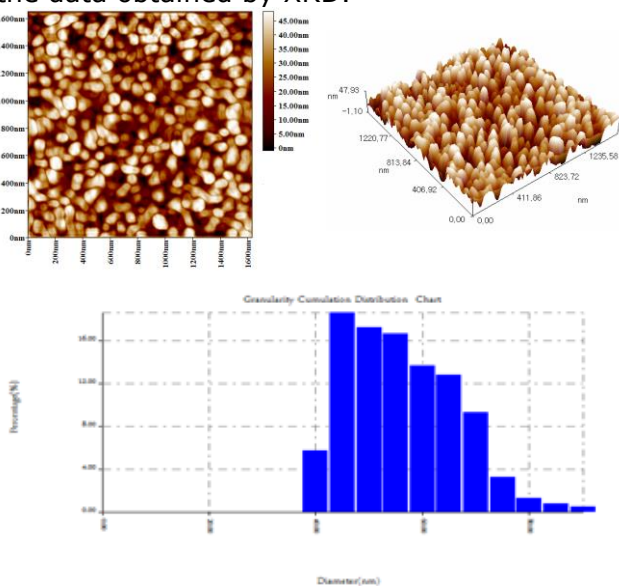 the data obtained by XRD.
1600nm
1400nm
1200nm
1000nm
800nm
600nm
400nm
200nm
0nm
0nm
200nm
400nm
600nm
800nm
1000nm
1200nm
1400nm
1600nm
45.00nm
40.00nm
35.00nm
30.00nm
25.00nm
20.00nm
15.00nm
10.00nm
5.00nm
0nm
47.93
nm
-1.10
1220.77
813.84
nm
406.92
0.00
0.00
411.86
823.72
nm
1235.58
Granularity Cumulation Distribution Chart
Percentage(%)
16.00
12.00
8.00
4.00
0.00
Diameter(nm)